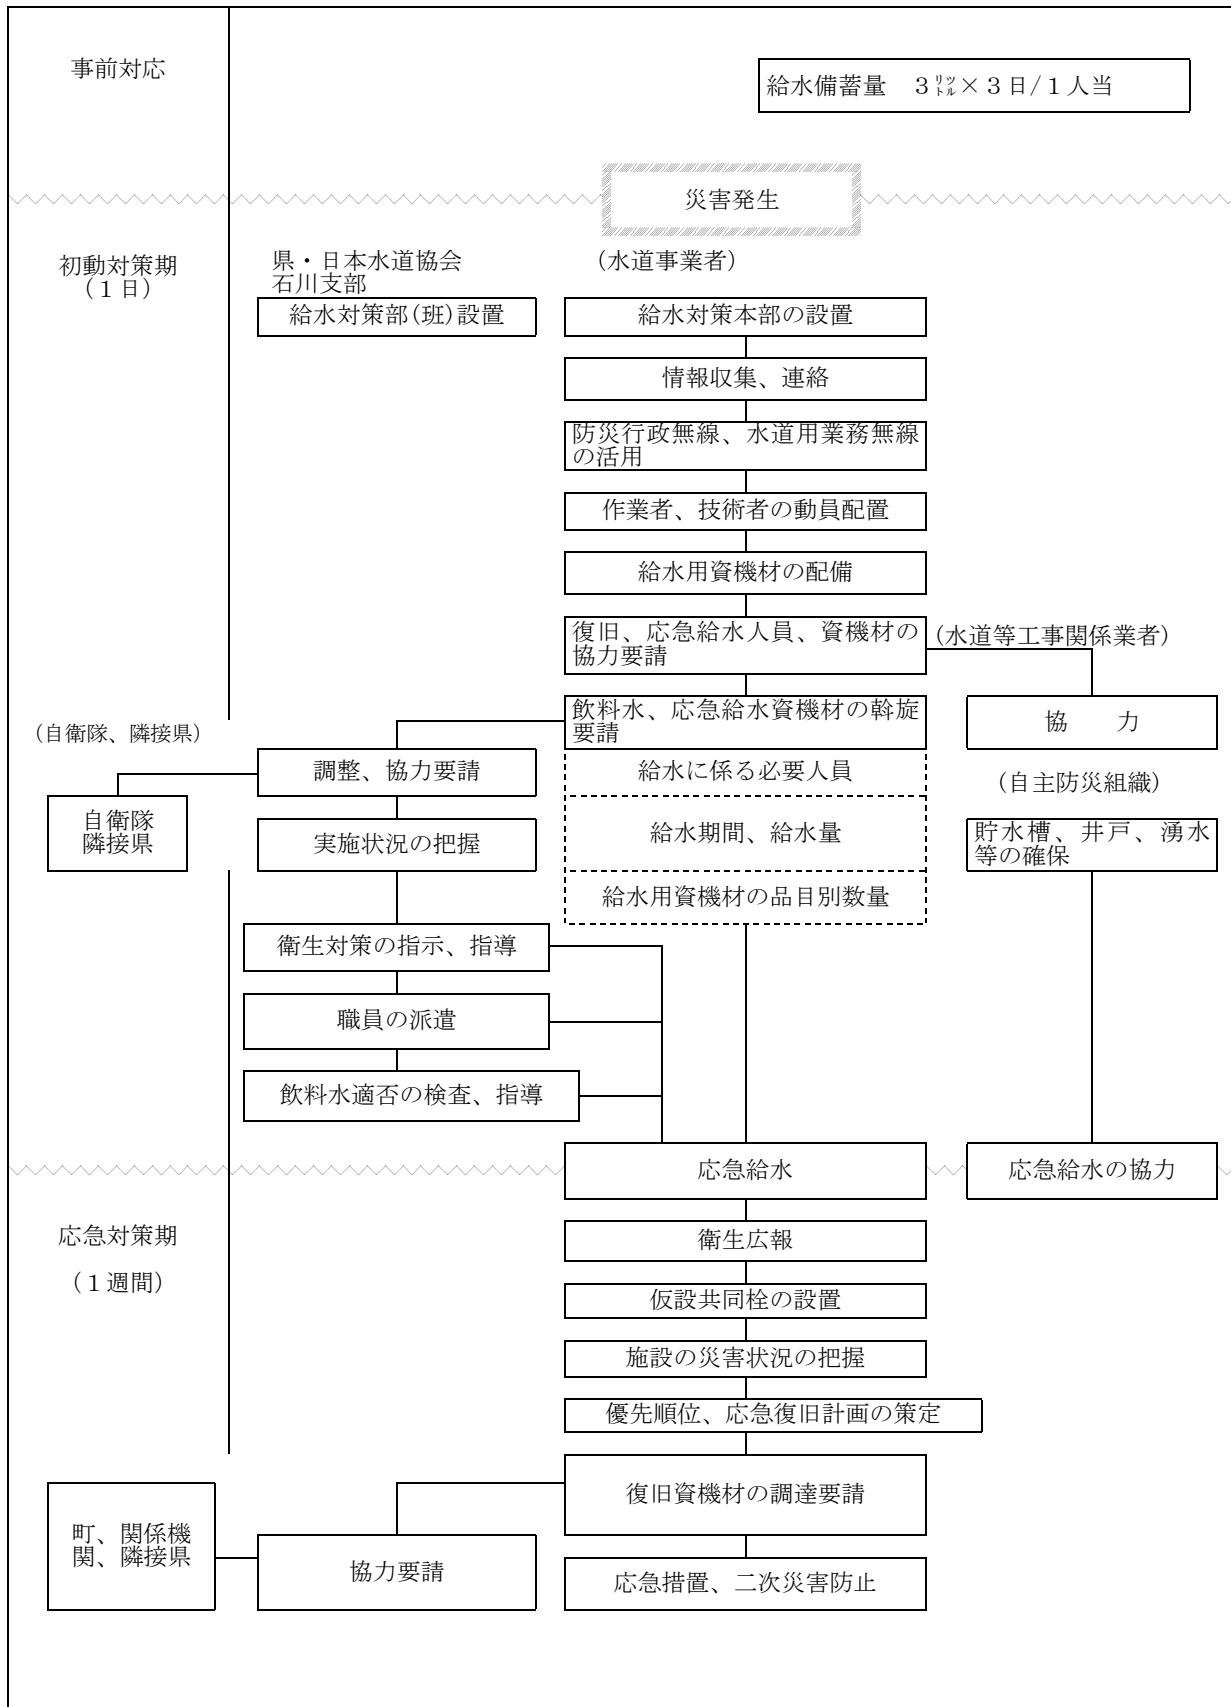 事前対応
給水備蓄量　３㍑×３日/１人当
災害発生
初動対策期
（１日）
県・日本水道協会
石川支部
(水道事業者)
給水対策部(班)設置
給水対策本部の設置
情報収集、連絡
防災行政無線、水道用業務無線
の活用
作業者、技術者の動員配置
給水用資機材の配備
復旧、応急給水人員、資機材の
協力要請
(水道等工事関係業者)
飲料水、応急給水資機材の斡旋
要請
協　　力
(自衛隊、隣接県)
調整、協力要請
給水に係る必要人員
(自主防災組織)
自衛隊
隣接県
実施状況の把握
給水期間、給水量
貯水槽、井戸、湧水
等の確保
給水用資機材の品目別数量
衛生対策の指示、指導
職員の派遣
飲料水適否の検査、指導
応急給水
応急給水の協力
応急対策期
（１週間）
衛生広報
仮設共同栓の設置
施設の災害状況の把握
優先順位、応急復旧計画の策定
復旧資機材の調達要請
町、関係機
関、隣接県
協力要請
応急措置、二次災害防止